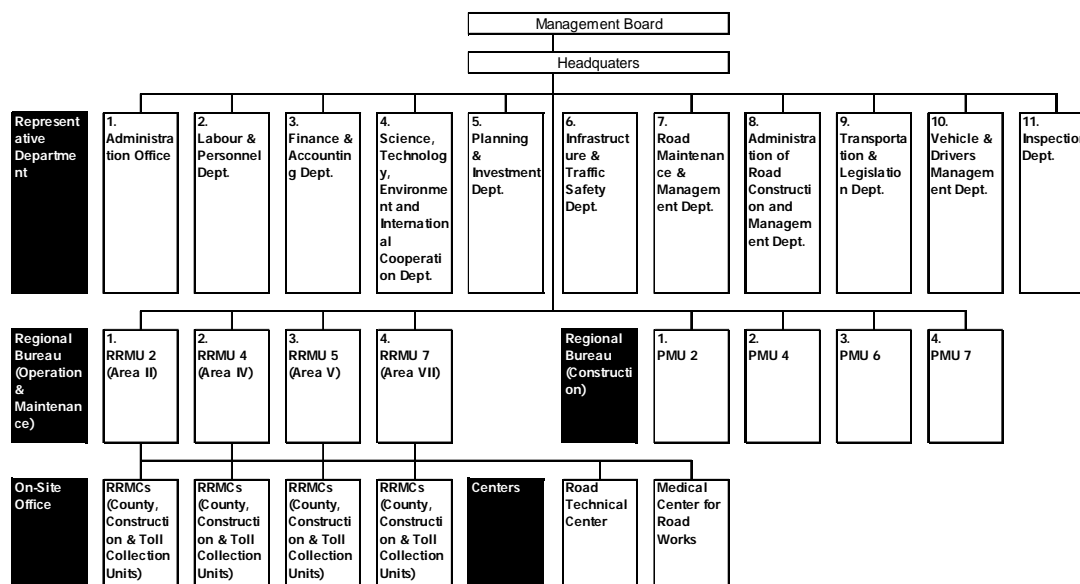 Management Board
Headquaters
Represent
ative
Departme
nt
1.
Administra
tion Office
2.
Labour &
Personnel
Dept.
3.
Finance &
Accountin
g Dept.
4.
Science,
Technolog
y,
Environme
nt and
Internation
al
Cooperati
on Dept.
5.
Planning
&
Investment
Dept.
6.
Infrastruct
ure &
Traffic
Safety
Dept.
7.
Road
Maintenan
ce &
Managem
ent Dept.
8.
Administra
tion of
Road
Constructi
on and
Managem
ent Dept.
9.
Transporta
tion &
Legislatio
n Dept.
10.
Vehicle &
Drivers
Managem
ent Dept.
11.
Inspection
Dept.
Regional
Bureau
(Operation
&
Maintenan
ce)
1.
RRMU 2
(Area II)
2.
RRMU 4
(Area IV)
3.
RRMU 5
(Area V)
4.
RRMU 7
(Area VII)
Regional
Bureau
(Constructi
on)
1.
PMU 2
2.
PMU 4
3.
PMU 6
4.
PMU 7
On-Site
Office
RRMCs
(County,
Constructi
on & Toll
Collection
Units)
RRMCs
(County,
Constructi
on & Toll
Collection
Units)
RRMCs
(County,
Constructi
on & Toll
Collection
Units)
RRMCs
(County,
Constructi
on & Toll
Collection
Units)
Centers
Road
Technical
Center
Medical
Center for
Road
Works